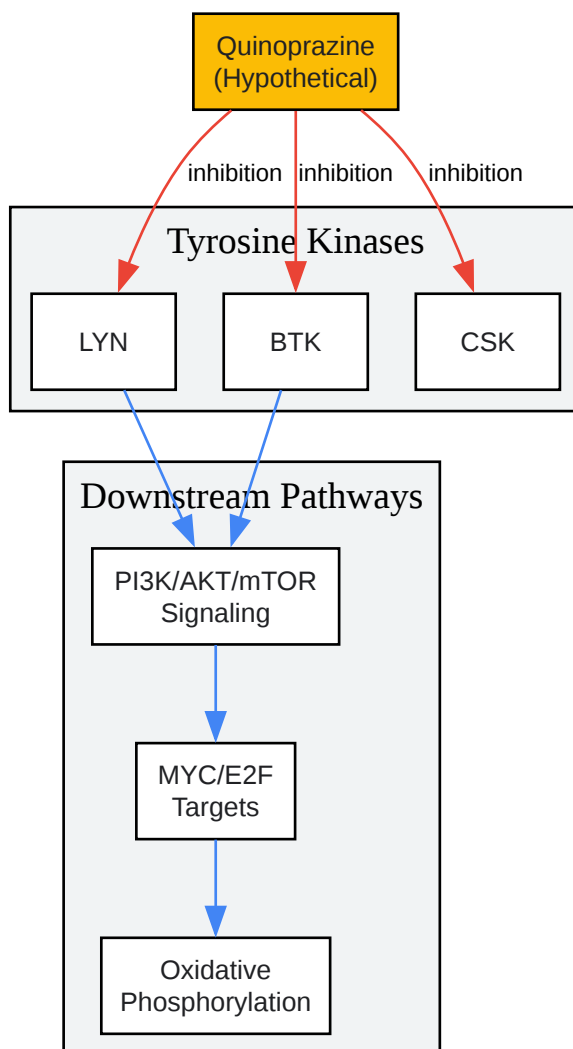 Quinoprazine
(Hypothetical)
inhibition inhibition inhibition
Tyrosine Kinases
LYN BTK CSK
Downstream Pathways
PI3K/AKT/mTOR
Signaling
MYC/E2F
Targets
Oxidative
Phosphorylation